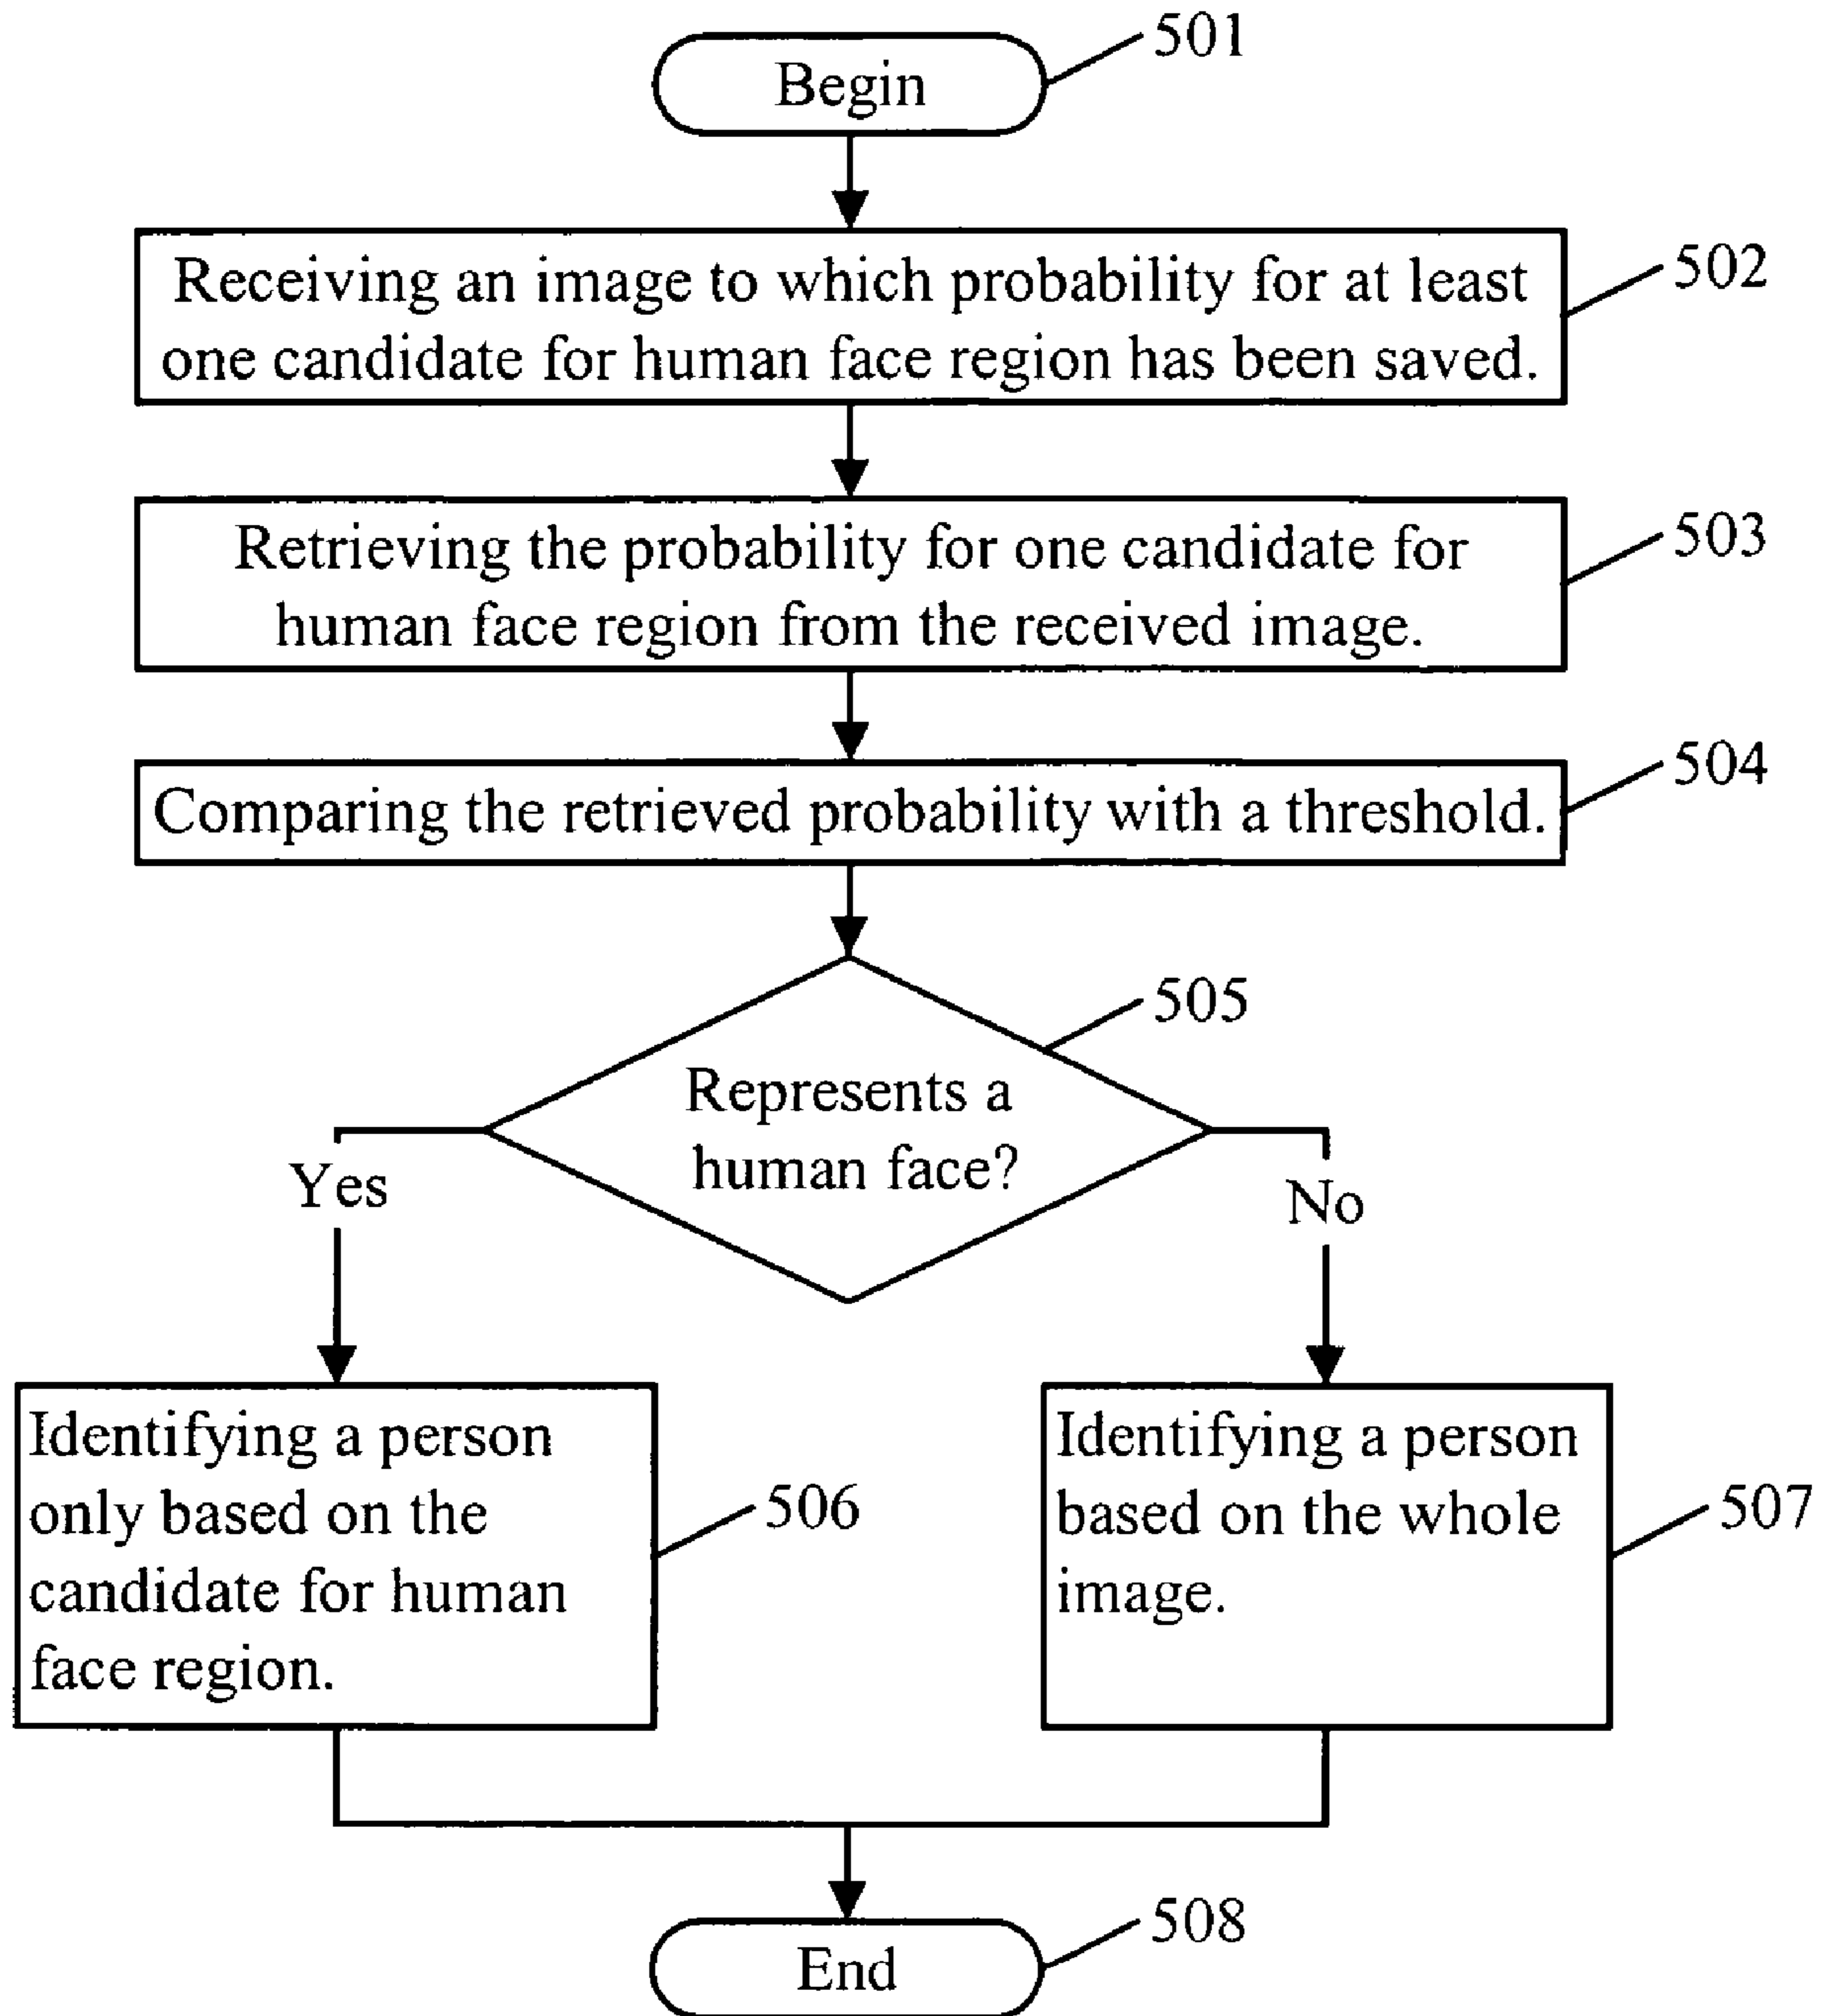 501
Begin
502
Receiving an image to which probability for at least
one candidate for human face region has been saved.
503
Retrieving the probability for one candidate for
human face region from the received image.
504
Comparing the retrieved probability with a threshold.
505
Represents a
human face?
Yes
No
Identifying a person
only based on the
candidate for human
face region.
506
Identifying a person
based on the whole
image.
507
508
End